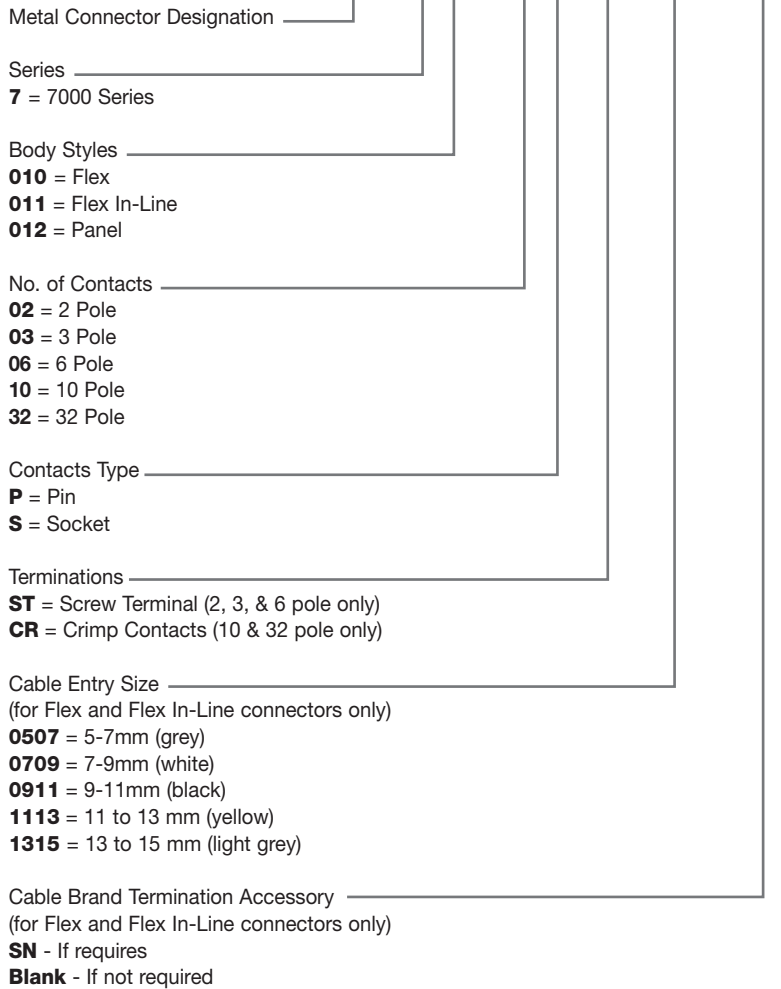 Metal Connector Designation
Series
7 = 7000 Series
Body Styles
010 = Flex
011 = Flex In-Line
012 = Panel
No. of Contacts
02 = 2 Pole
03 = 3 Pole
06 = 6 Pole
10 = 10 Pole
32 = 32 Pole
Contacts Type
P = Pin
S = Socket
Terminations
ST = Screw Terminal (2, 3, & 6 pole only)
CR = Crimp Contacts (10 & 32 pole only)
Cable Entry Size
(for Flex and Flex In-Line connectors only)
0507 = 5-7mm (grey)
0709 = 7-9mm (white)
0911 = 9-11mm (black)
1113 = 11 to 13 mm (yellow)
1315 = 13 to 15 mm (light grey)
Cable Brand Termination Accessory
(for Flex and Flex In-Line connectors only)
SN - If requires
Blank - If not required